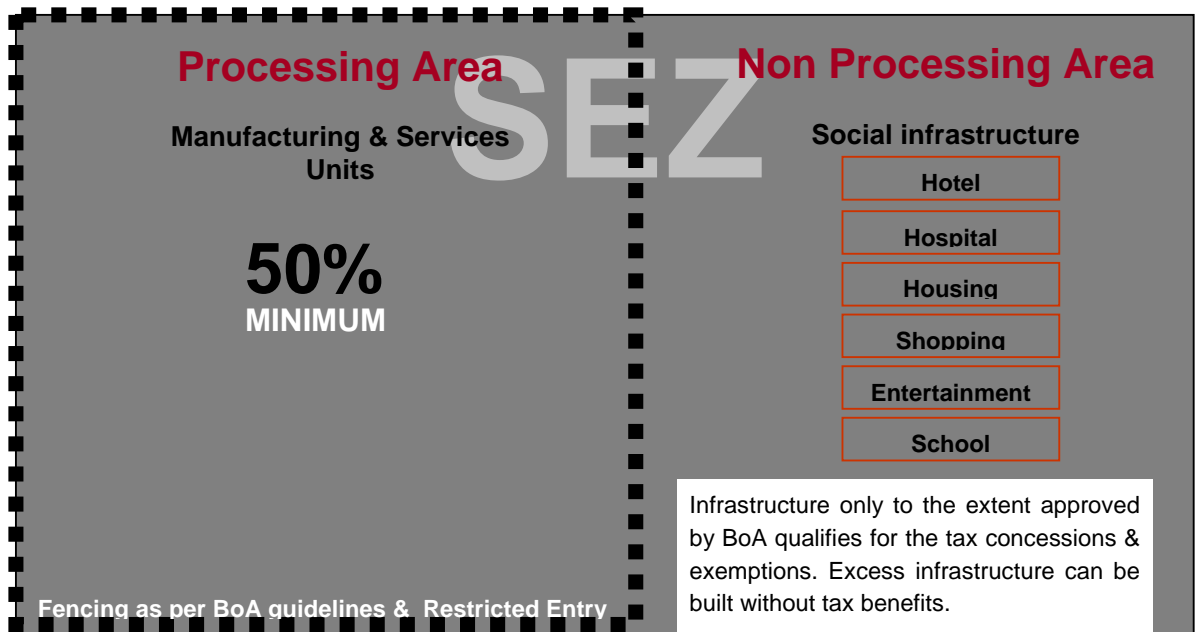 SEZ
Processing Area
Manufacturing & Services
Units
50%
MINIMUM
Fencing as per BoA guidelines & Restricted Entry
Non Processing Area
Social infrastructure
Hotel
Hospital
Housing
Shopping
Entertainment
School
Infrastructure only to the extent approved
by BoA qualifies for the tax concessions &
exemptions. Excess infrastructure can be
built without tax benefits.